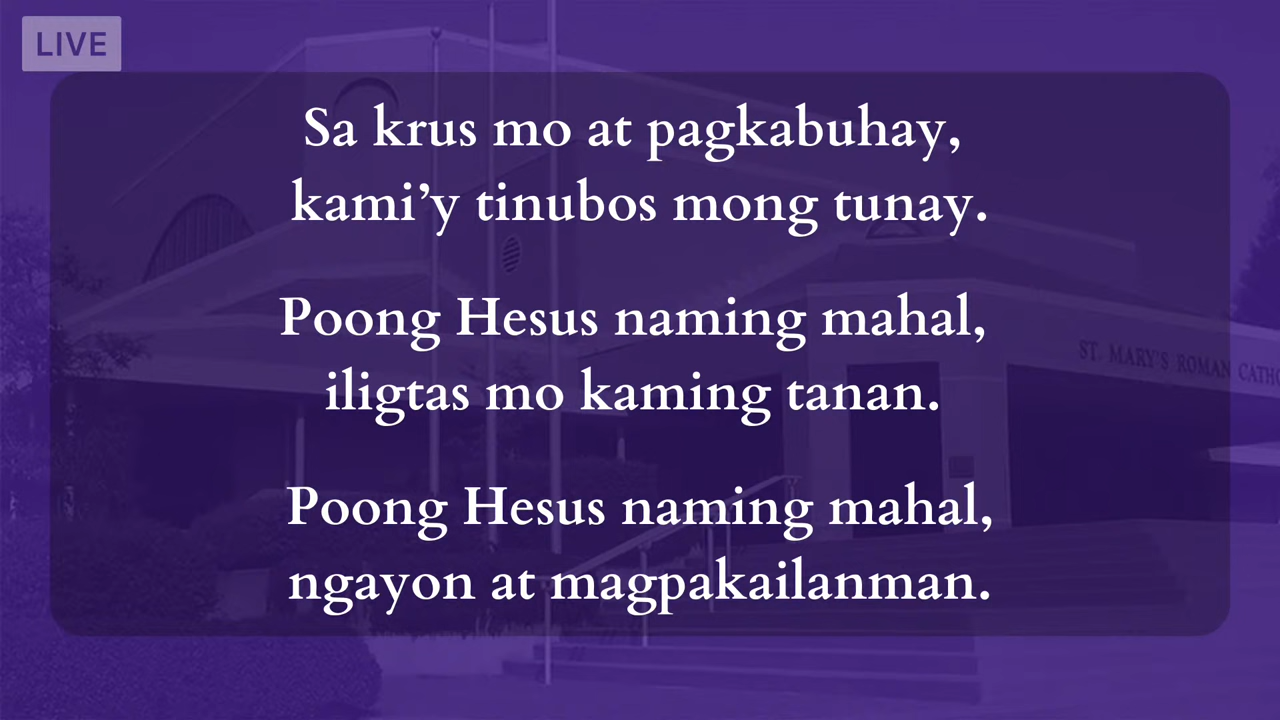 LIVE
Sa krus mo at pagkabuhay,
kami’y tinubos mong tunay.
Poong Hesus naming mahal,
iligtas mo kaming tanan.
ST. MARY'S ROMAN
Poong Hesus naming mahal,
ngayon at magpakailanman.